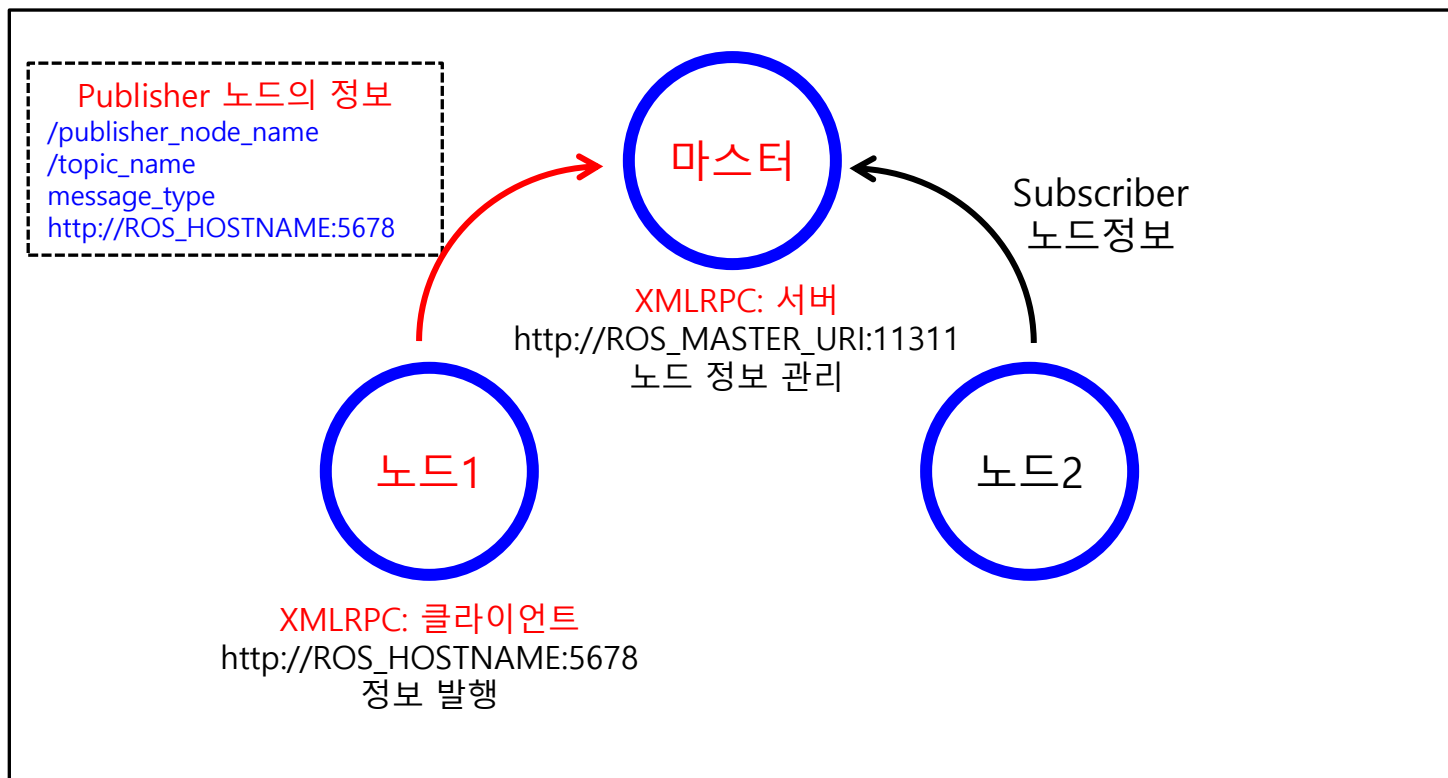 Publisher 노드의 정보
/publisher_node_name
/topic_name
message_type
http://ROS_HOSTNAME:5678
마스터
Subscriber
노드정보
XMLRPC: 서버
http://ROS_MASTER_URI:11311
노드 정보 관리
노드1
노드2
XMLRPC: 클라이언트
http://ROS_HOSTNAME:5678
정보 발행